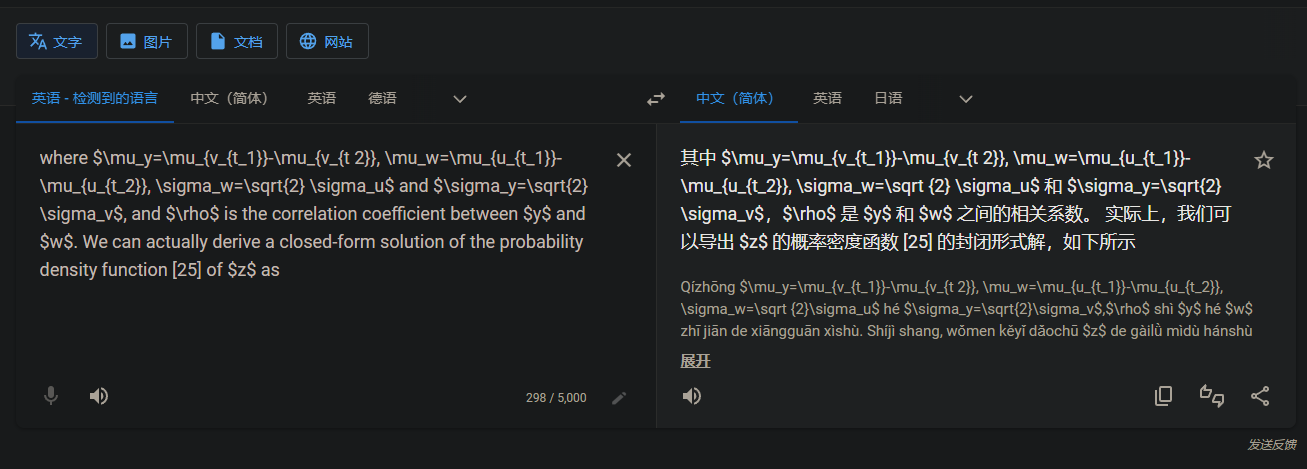 文字 图片 文档 网站
英语 - 检测到的语言 中文（简体） 英语 德语 中文（简体） 英语 日语
where $\mu_y=\mu_{v_{t_1}}-\mu_{v_{t 2}}, \mu_w=\mu_{u_{t_1}}-
\mu_{u_{t_2}}, \sigma_w=\sqrt{2} \sigma_u$ and $\sigma_y=\sqrt{2}
\sigma_v$, and $\rho$ is the correlation coefficient between $y$ and
$w$. We can actually derive a closed-form solution of the probability
density function [25] of $z$ as
298 / 5,000
其中 $\mu_y=\mu_{v_{t_1}}-\mu_{v_{t 2}}, \mu_w=\mu_{u_{t_1}}-
\mu_{u_{t_2}}, \sigma_w=\sqrt {2} \sigma_u$ 和 $\sigma_y=\sqrt{2}
\sigma_v$，$\rho$ 是 $y$ 和 $w$ 之间的相关系数。 实际上，我们可
以导出 $z$ 的概率密度函数 [25] 的封闭形式解，如下所示
Qízhōng $\mu_y=\mu_{v_{t_1}}-\mu_{v_{t 2}}, \mu_w=\mu_{u_{t_1}}-\mu_{u_{t_2}},
\sigma_w=\sqrt {2}\sigma_u$ hé $\sigma_y=\sqrt{2}\sigma_v$,$\rho$ shì $y$ hé $w$
zhī jiān de xiāngguān xìshù. Shíjì shang, wǒmen kěyǐ dǎochū $z$ de gàilǜ mìdù hánshù
展开
发送反馈